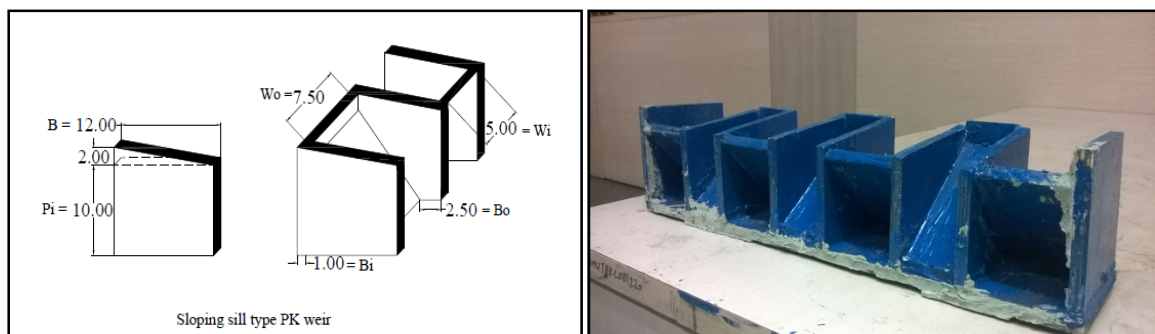 Wo = 7.50
B = 12.00
5.00 = Wi
2.00
Pi = 10.00
2.50 = Bo
1.00 = Bi
Sloping sill type PK weir